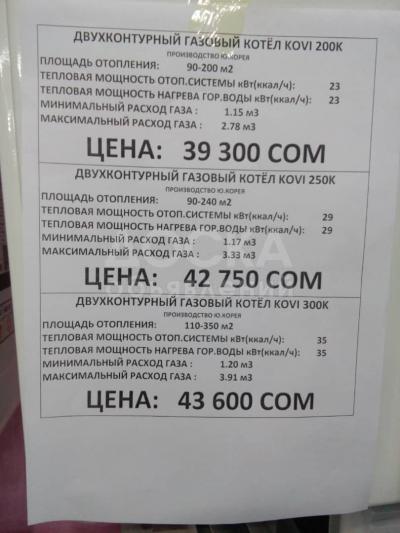 ДВУХКОНТУРНЫЙ ГАЗОВЫЙ КОТЁЛ KOVI 200K
ПРОИЗВОДСТВО Ю.КОРЕЯ
ПЛОЩАДЬ ОТОПЛЕНИЯ: 90-200 м2
ТЕПЛОВАЯ МОЩНОСТЬ ОТОП.СИСТЕМЫ кВт(ккал/ч): 23
ТЕПЛОВАЯ МОЩНОСТЬ НАГРЕВА ГОР.ВОДЫ кВт(ккал/ч): 23
МИНИМАЛЬНЫЙ РАСХОД ГАЗА : 1.15 м3
МАКСИМАЛЬНЫЙ РАСХОД ГАЗА : 2.78 м3
ЦЕНА: 39 300 СОМ
ДВУХКОНТУРНЫЙ ГАЗОВЫЙ КОТЁЛ KOVI 250K
ПРОИЗВОДСТВО Ю.КОРЕЯ
ПЛОЩАДЬ ОТОПЛЕНИЯ: 90-240 м2
ТЕПЛОВАЯ МОЩНОСТЬ ОТОП.СИСТЕМЫ кВт(ккал/ч): 29
ТЕПЛОВАЯ МОЩНОСТЬ НАГРЕВА ГОР.ВОДЫ кВт(ккал/ч): 29
МИНИМАЛЬНЫЙ РАСХОД ГАЗА : 1.17 м3
МАКСИМАЛЬНЫЙ РАСХОД ГАЗА : 3.33 м3
ДОСКА
ОБЪЯВЛЕНИЙ
ЦЕНА: 42 750 СОМ
ДВУХКОНТУРНЫЙ ГАЗОВЫЙ КОТЁЛ KOVI 300K
ПРОИЗВОДСТВО Ю.КОРЕЯ
ПЛОЩАДЬ ОТОПЛЕНИЯ: 110-350 м2
ТЕПЛОВАЯ МОЩНОСТЬ ОТОП.СИСТЕМЫ кВт(ккал/ч): 35
ТЕПЛОВАЯ МОЩНОСТЬ НАГРЕВА ГОР.ВОДЫ кВт(ккал/ч): 35
МИНИМАЛЬНЫЙ РАСХОД ГАЗА : 1.20 м3
МАКСИМАЛЬНЫЙ РАСХОД ГАЗА : 3.91 м3
ЦЕНА: 43 600 СОМ